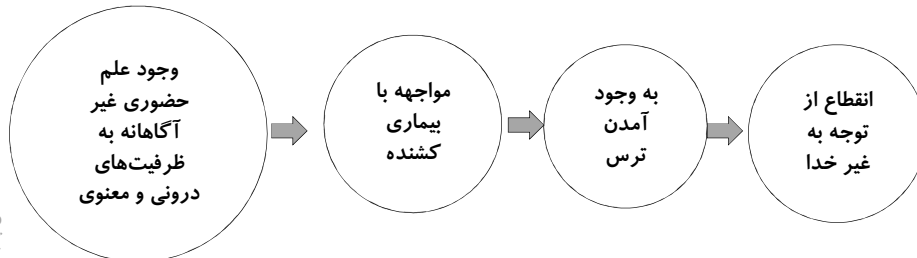 وجود علم
حضوری غیر
آگاهانه به
ظرفیت‌های
درونی و معنوی
مواجهه با
بیماری
کشنده
به وجود
آمدن
ترس
انقطاع از
توجه به
غیر خدا